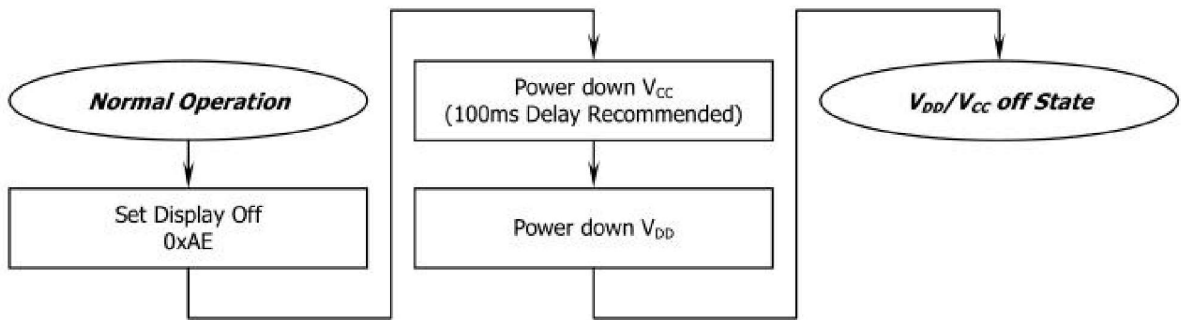 Normal Operation
Set Display Off
0xAE
Power down VCC
(100ms Delay Recommended)
Power down VDD
VDD/VCC off State